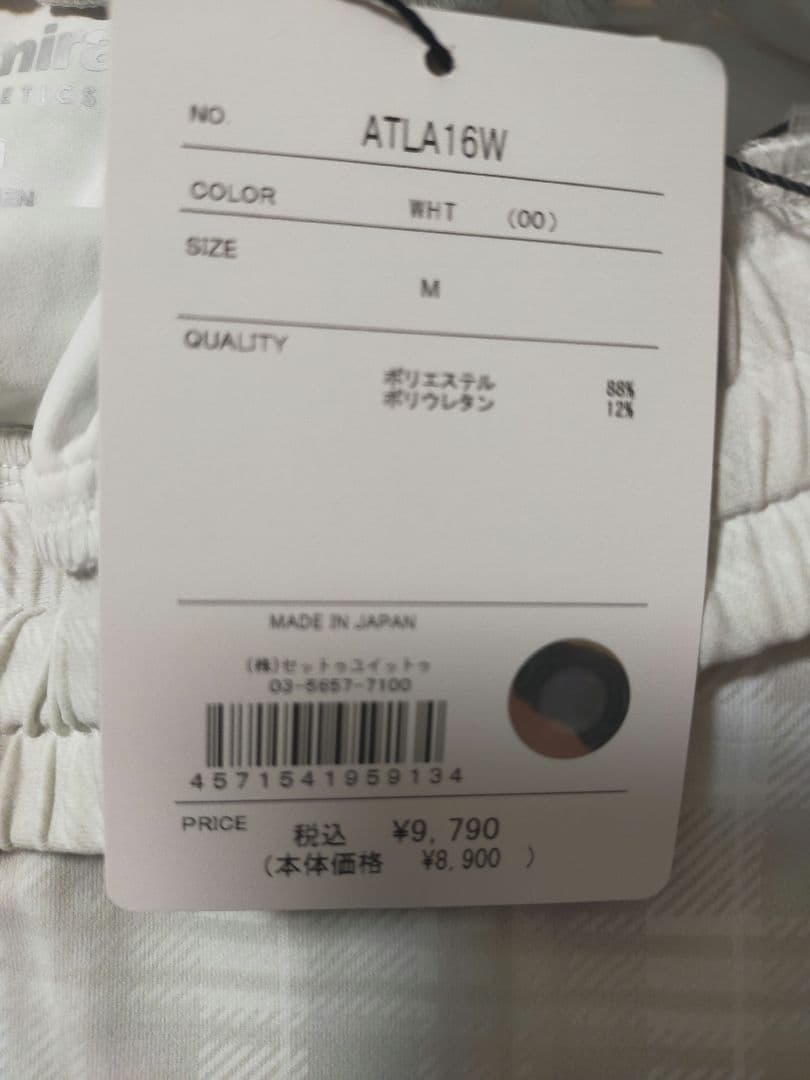 NO. ATLA16W
COLOR WHT (00)
SIZE
M
QUALITY
ポリエステル 88%
ポリウレタン 12%
MADE IN JAPAN
(株)セットゥユイットゥ
03-5657-7100
4571541959134
PRICE 税込 ¥9,790
(本体価格 ¥8,900 )